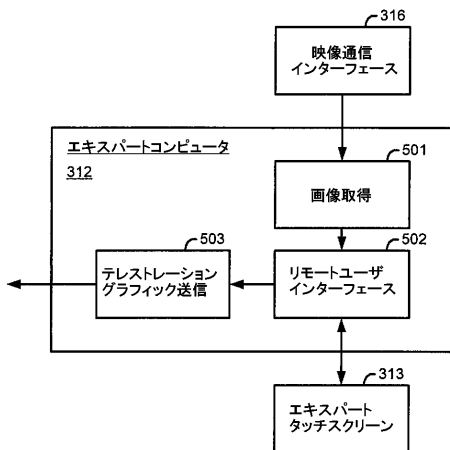 316
映像通信
インターフェース
エキスパートコンピュータ
312
501
画像取得
503
502
テレストレーション
グラフィック送信
リモートユーザ
インターフェース
313
エキスパート
タッチスクリーン